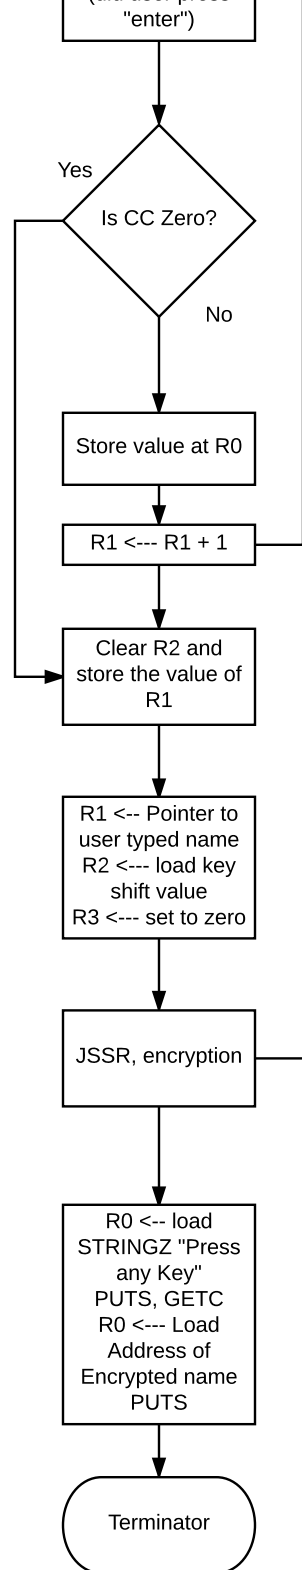 "enter")
Yes
Is CC Zero?
No
Store value at R0
R1 <--- R1 + 1
Clear R2 and
store the value of
R1
R1 <-- Pointer to
user typed name
R2 <--- load key
shift value
R3 <--- set to zero
JSSR, encryption
R0 <-- load
STRINGZ "Press
any Key"
PUTS, GETC
R0 <--- Load
Address of
Encrypted name
PUTS
Terminator